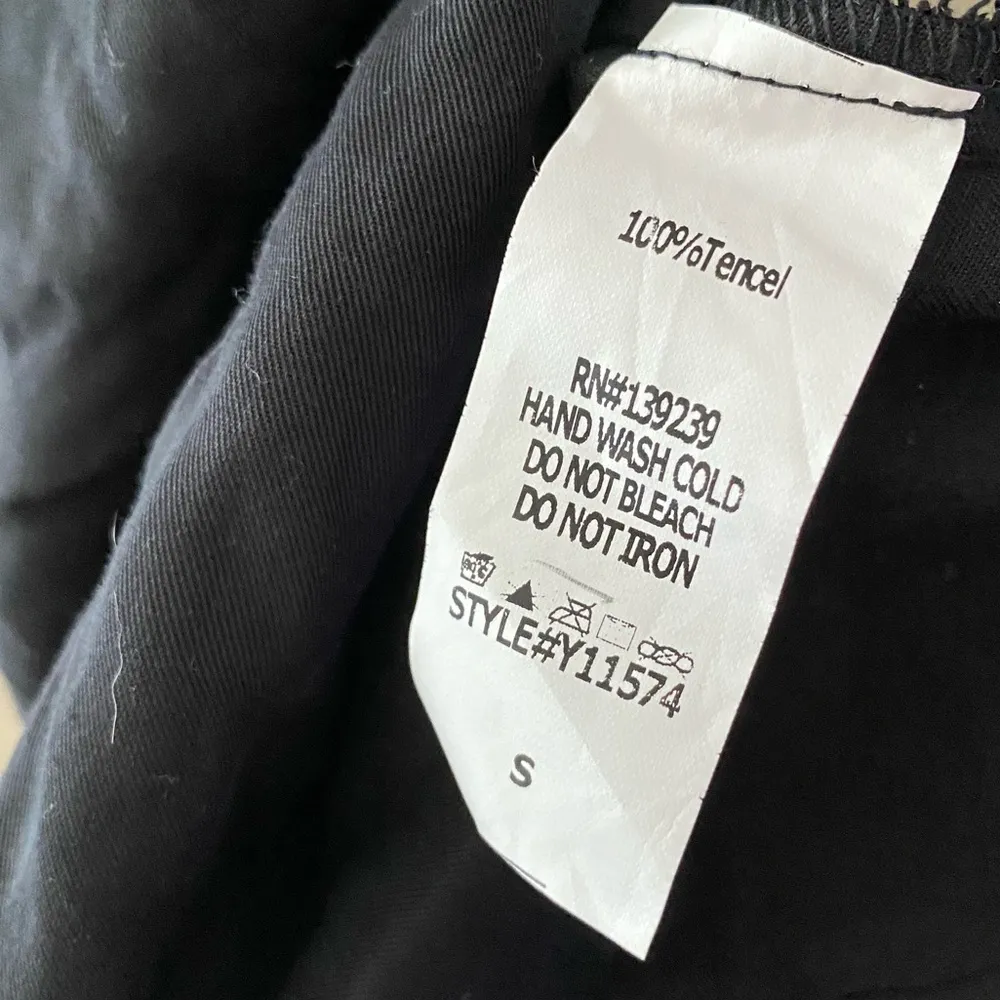 100%Tencel
RN#139239
HAND WASH COLD
DO NOT BLEACH
DO NOT IRON
STYLE#Y11574
S